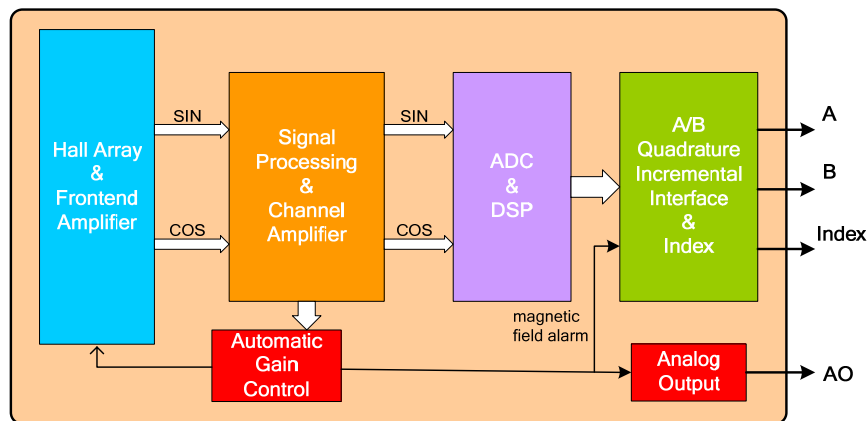 Hall Array
&
Frontend
Amplifier
SIN
COS
Signal
Processing
&
Channel
Amplifier
SIN
COS
ADC
&
DSP
A/B
Quadrature
Incremental
Interface
&
Index
A
B
Index
magnetic
field alarm
Automatic
Gain
Control
Analog
Output
AO